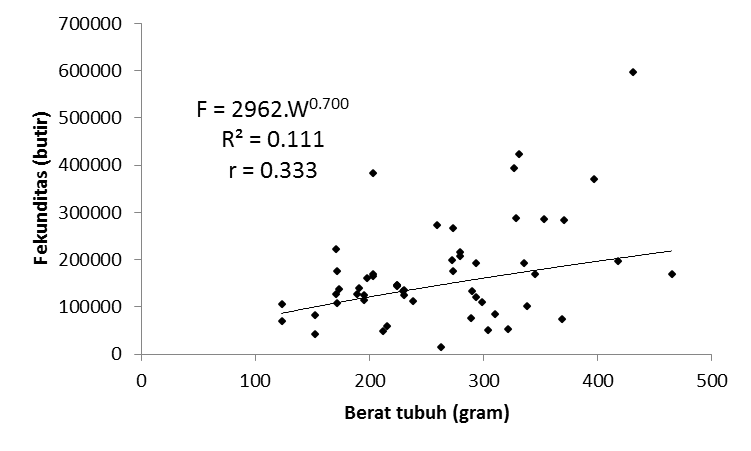 700000
600000
500000
400000
300000
200000
100000
0
Fekunditas (butir)
F = 2962.W^0.700
R² = 0.111
r = 0.333
0 100 200 300 400 500
Berat tubuh (gram)